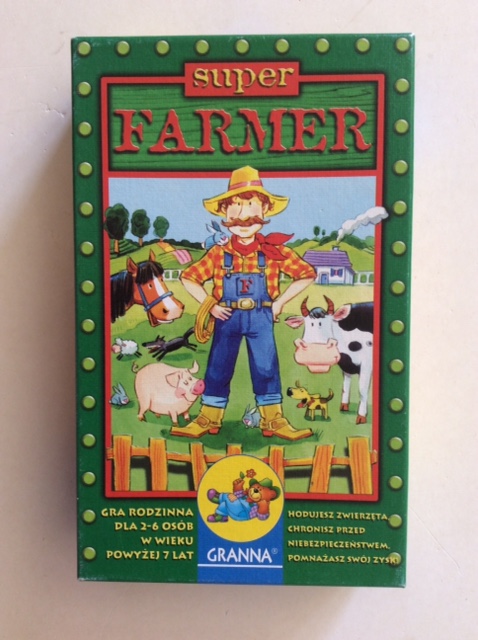 super
FARMER
F
GRA RODZINNA
DLA 2-6 OSÓB
W WIEKU
POWYŻEJ 7 LAT
GRANNA®
HODUJESZ ZWIERZĘTA,
CHRONISZ PRZED
NIEBEZPIECZEŃSTWEM,
POMNAŻASZ SWÓJ ZYSK!